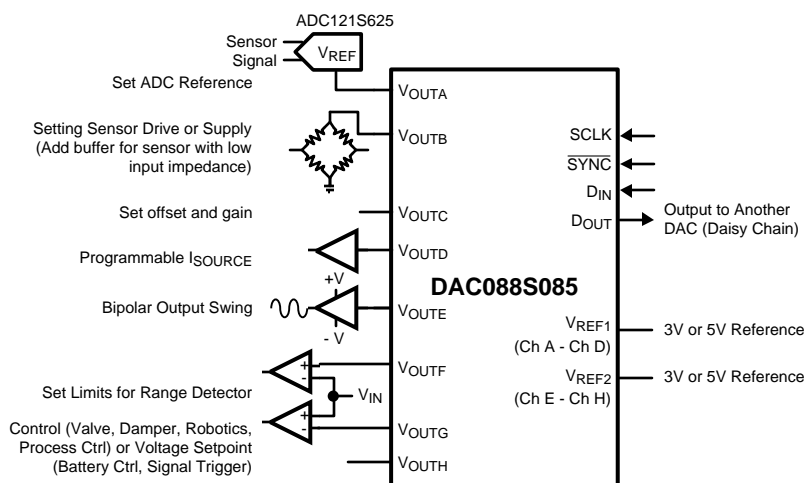 ADC121S625
Sensor
Signal
VREF
Set ADC Reference
VOUTA
Setting Sensor Drive or Supply
(Add buffer for sensor with low
input impedance)
VOUTB
Set offset and gain
VOUTC
Programmable ISOURCE
VOUTD
Bipolar Output Swing
+V
- V
VOUTE
+
-
VOUTF
Set Limits for Range Detector
VIN
+
-
Control (Valve, Damper, Robotics,
Process Ctrl) or Voltage Setpoint
(Battery Ctrl, Signal Trigger)
VOUTG
VOUTH
DAC088S085
SCLK
SYNC
DIN
DOUT
Output to Another
DAC (Daisy Chain)
VREF1
(Ch A - Ch D)
3V or 5V Reference
VREF2
(Ch E - Ch H)
3V or 5V Reference